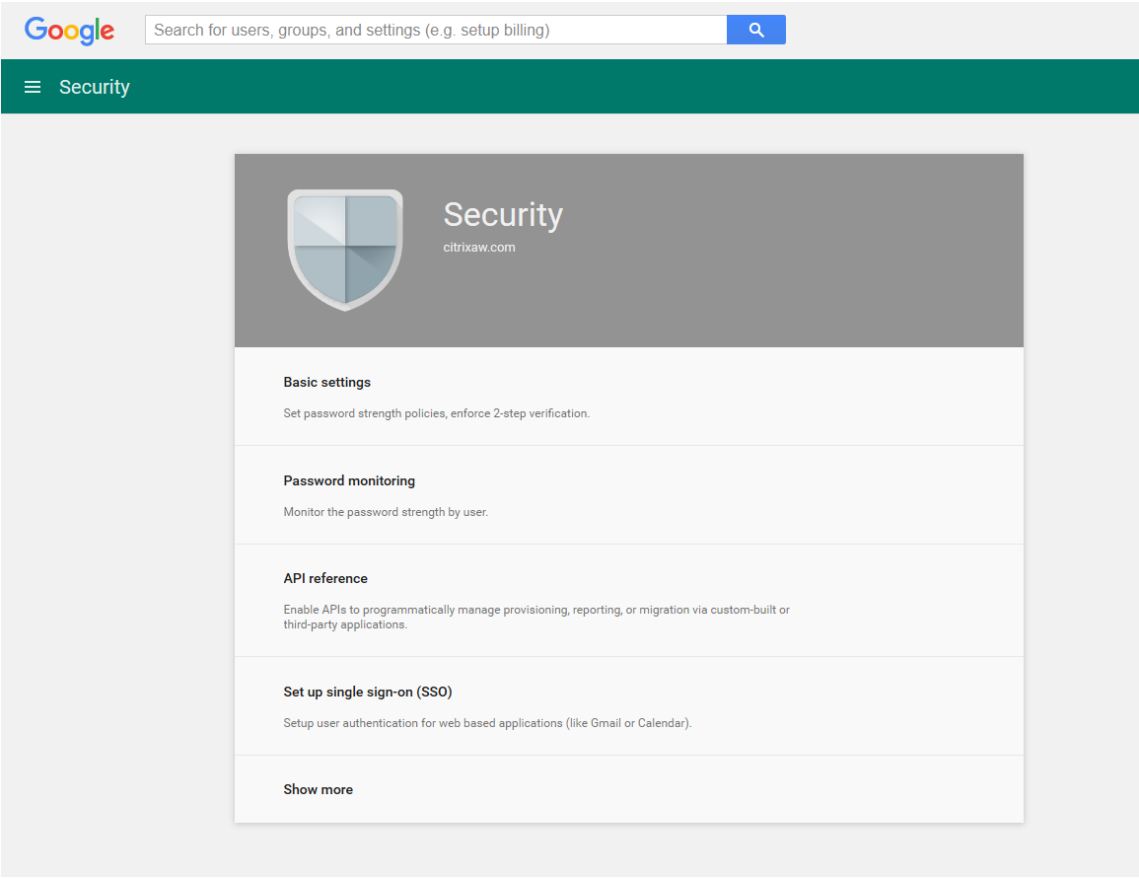 Google
Search for users, groups, and settings (e.g. setup billing)
Security
Security
citrixaw.com
Basic settings
Set password strength policies, enforce 2-step verification.
Password monitoring
Monitor the password strength by user.
API reference
Enable APIs to programmatically manage provisioning, reporting, or migration via custom-built or
third-party applications.
Set up single sign-on (SSO)
Setup user authentication for web based applications (like Gmail or Calendar).
Show more